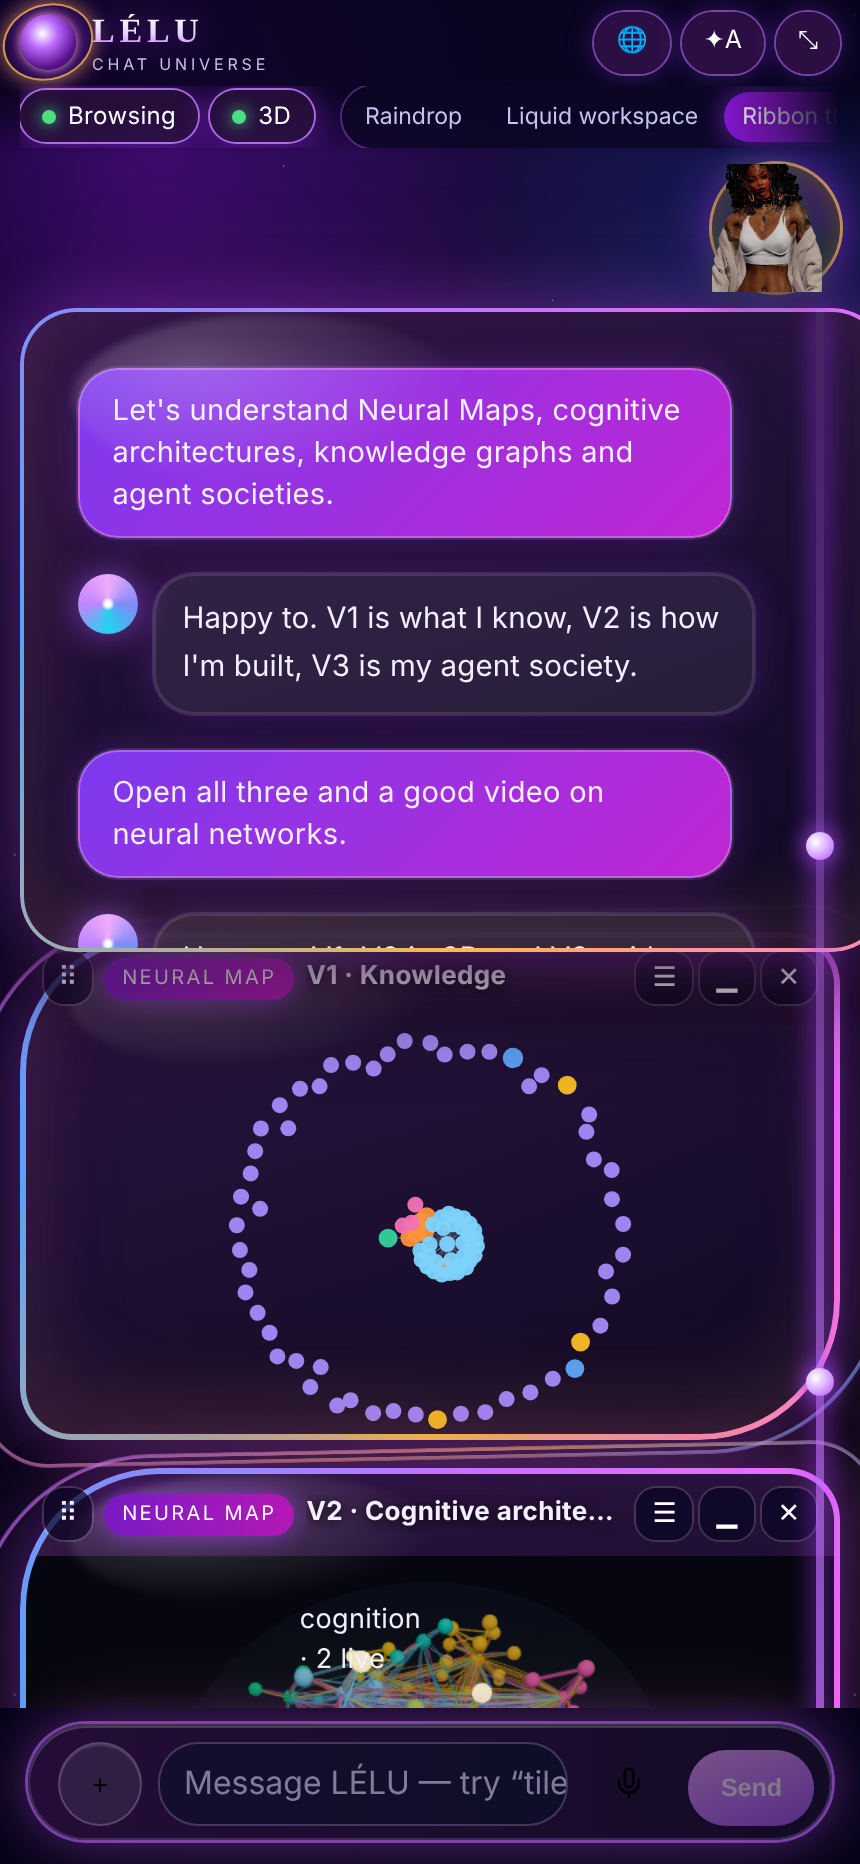 LÉLU
CHAT UNIVERSE
✦A
Browsing
3D
Raindrop
Liquid workspace
Ribbon
Let's understand Neural Maps, cognitive
architectures, knowledge graphs and
agent societies.
Happy to. V1 is what I know, V2 is how
I'm built, V3 is my agent society.
Open all three and a good video on
neural networks.
NEURAL MAP
V1 · Knowledge
NEURAL MAP
V2 · Cognitive archite...
cognition
· 2 live
Message LÉLU — try “tile
Send